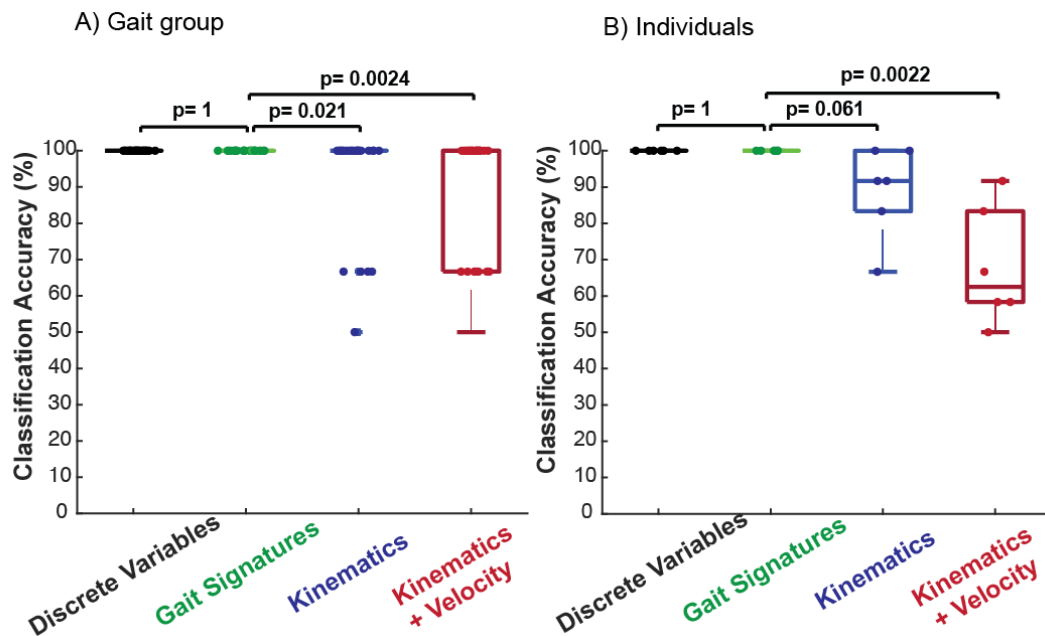 A) Gait group
p= 0.0024
p= 1
p= 0.021
Classification Accuracy (%)
100
90
80
70
60
50
40
30
20
10
0
Discrete Variables
Gait Signatures
Kinematics
Kinematics
+ Velocity
B) Individuals
p= 0.0022
p= 1
p= 0.061
Classification Accuracy (%)
100
90
80
70
60
50
40
30
20
10
0
Discrete Variables
Gait Signatures
Kinematics
Kinematics
+ Velocity